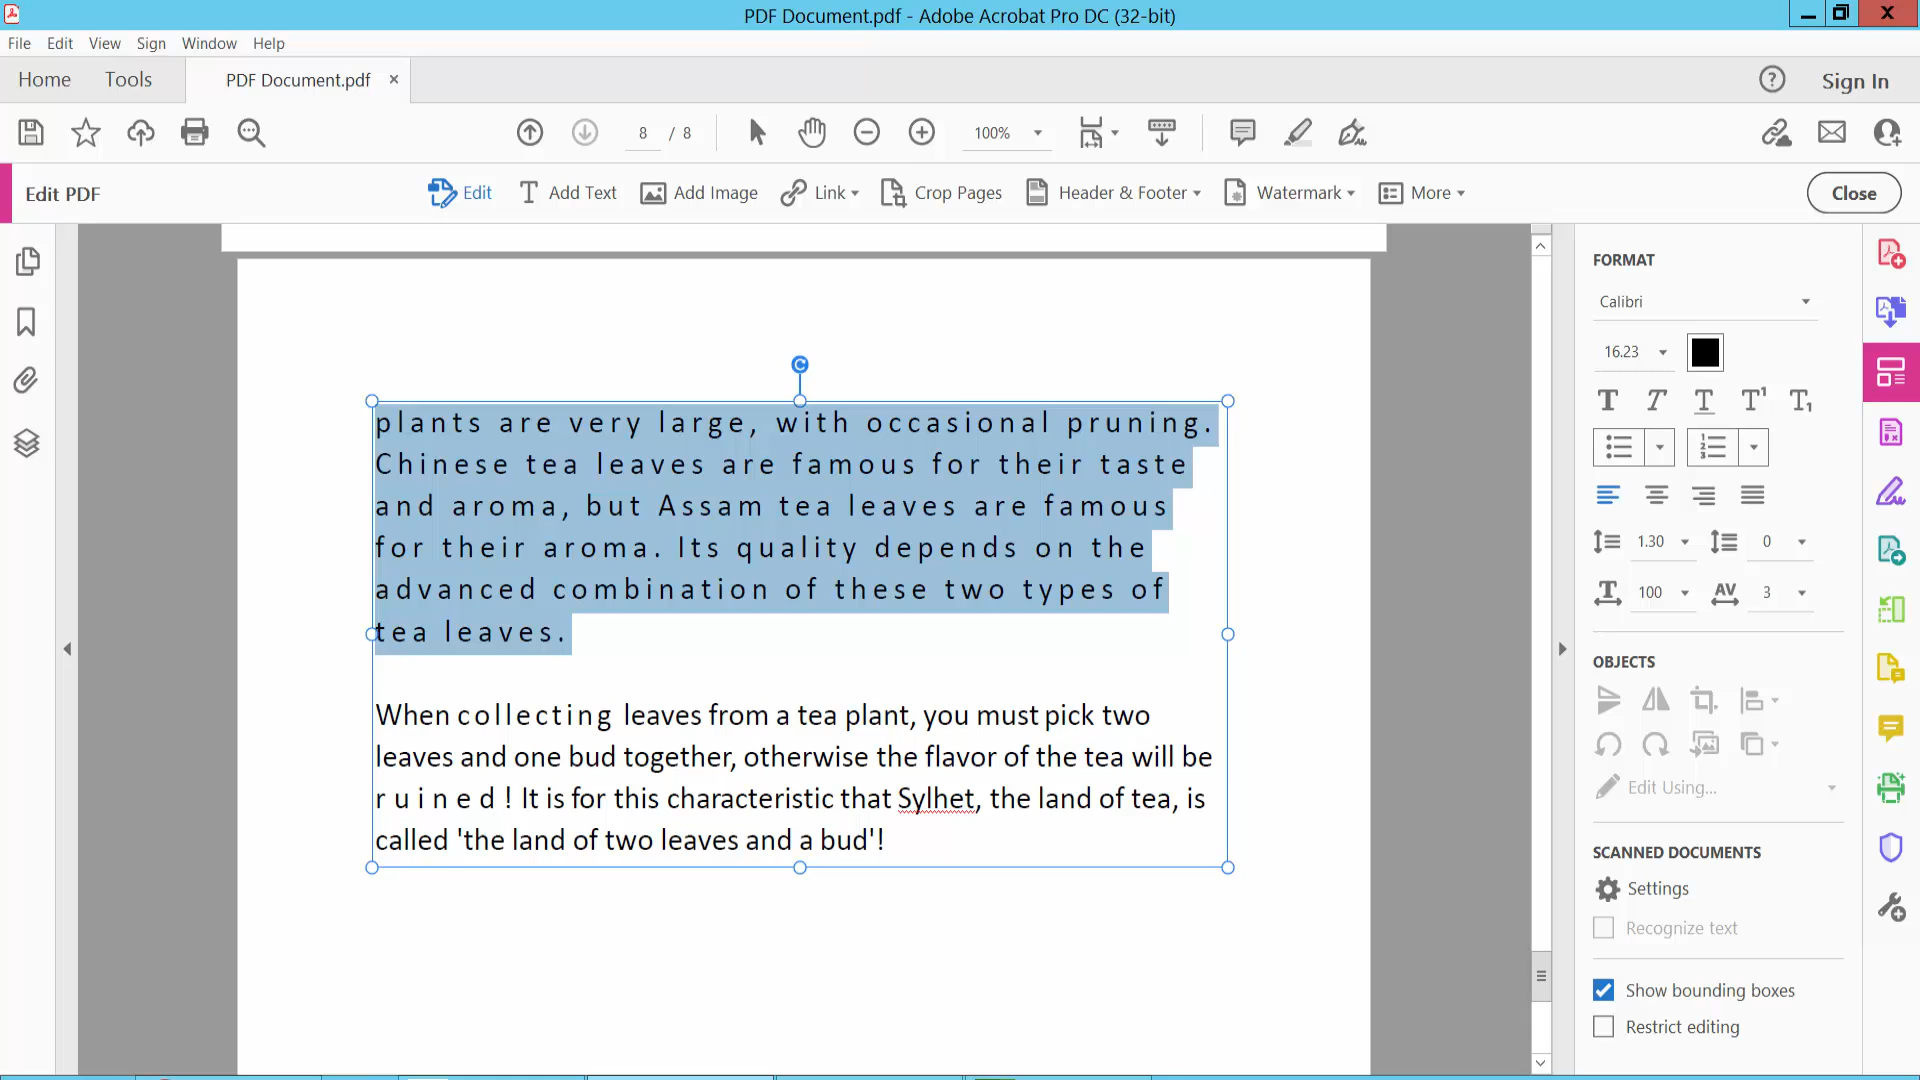 PDF Document.pdf - Adobe Acrobat Pro DC (32-bit)
File Edit View Sign Window Help
Home Tools PDF Document.pdf × Sign In
8 / 8 100%
Edit PDF Edit Add Text Add Image Link Crop Pages Header & Footer Watermark More Close
plants are very large, with occasional pruning.
Chinese tea leaves are famous for their taste
and aroma, but Assam tea leaves are famous
for their aroma. Its quality depends on the
advanced combination of these two types of
tea leaves.
When collecting leaves from a tea plant, you must pick two
leaves and one bud together, otherwise the flavor of the tea will be
ruined! It is for this characteristic that Sylhet, the land of tea, is
called 'the land of two leaves and a bud'!
FORMAT
Calibri
16.23
1.30 0
100 AV 3
OBJECTS
Edit Using...
SCANNED DOCUMENTS
Settings
Recognize text
Show bounding boxes
Restrict editing